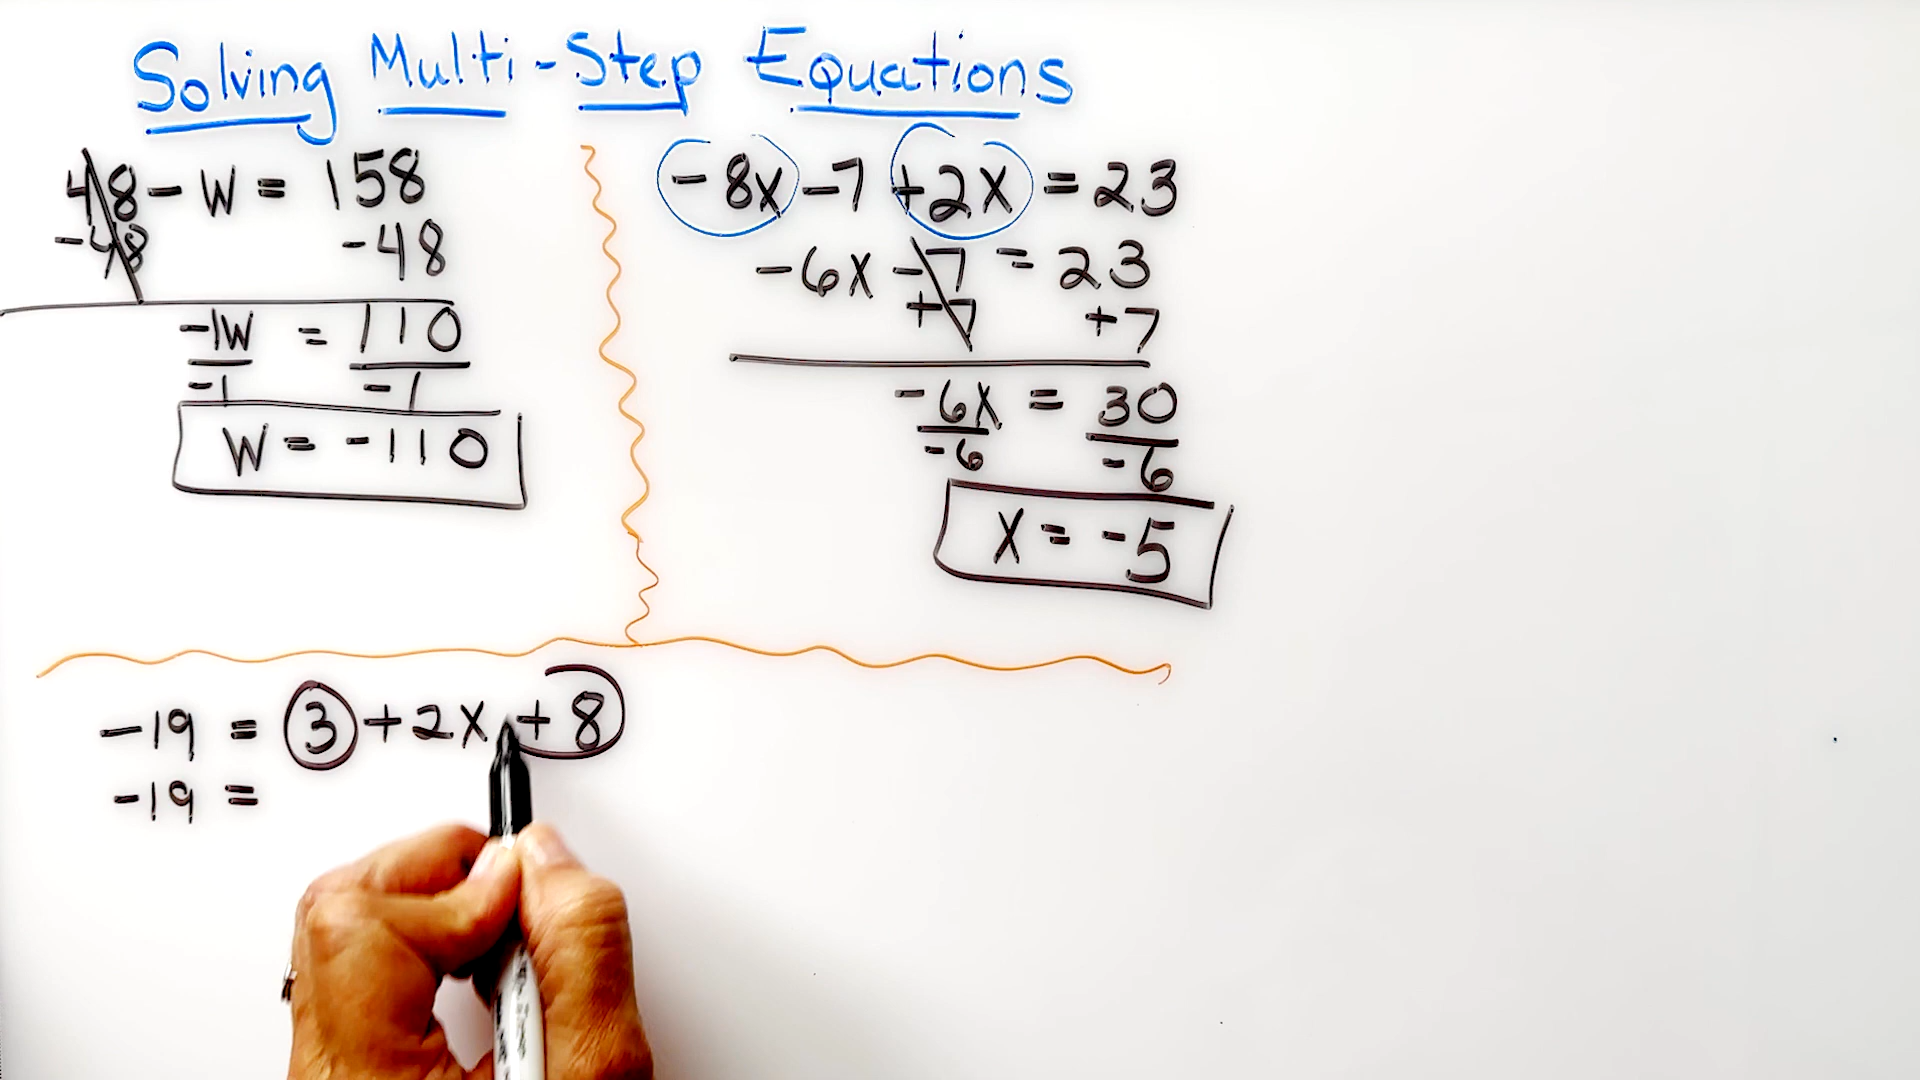 Solving Multi-Step Equations
48 - W = 158
-48 -48
-1W = 110
-1 -1
W = -110
-8x -7 +2x = 23
-6x -7 = 23
+7 +7
-6x = 30
-6 -6
x = -5
-19 = 3 + 2x + 8
-19 =